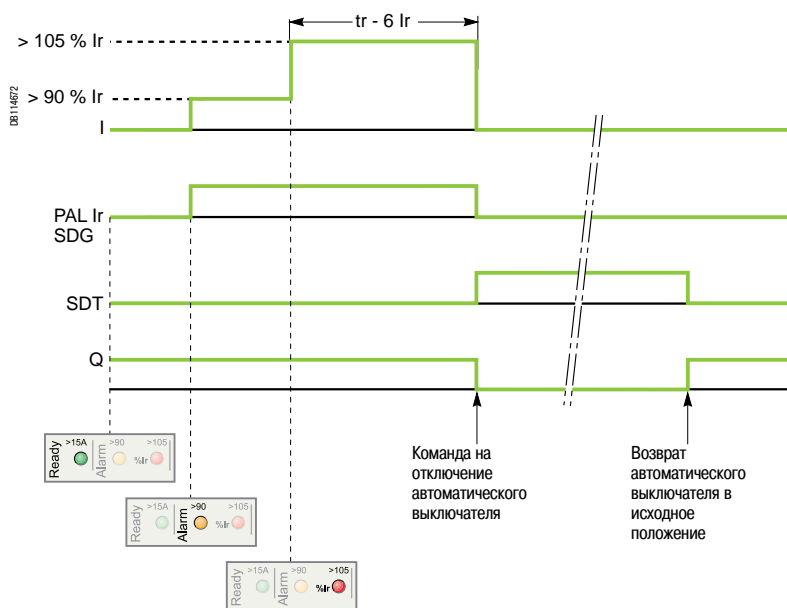 tr - 6 Ir
> 105 % Ir
> 90 % Ir
DB114672
I
PAL Ir
SDG
SDT
Q
Ready
>15A
Alarm
>90
>105
%Ir
Команда на
отключение
автоматического
выключателя
Возврат
автоматического
выключателя в
исходное
положение
Ready
>15A
Alarm
>90
>105
%Ir
Ready
>15A
Alarm
>90
>105
%Ir